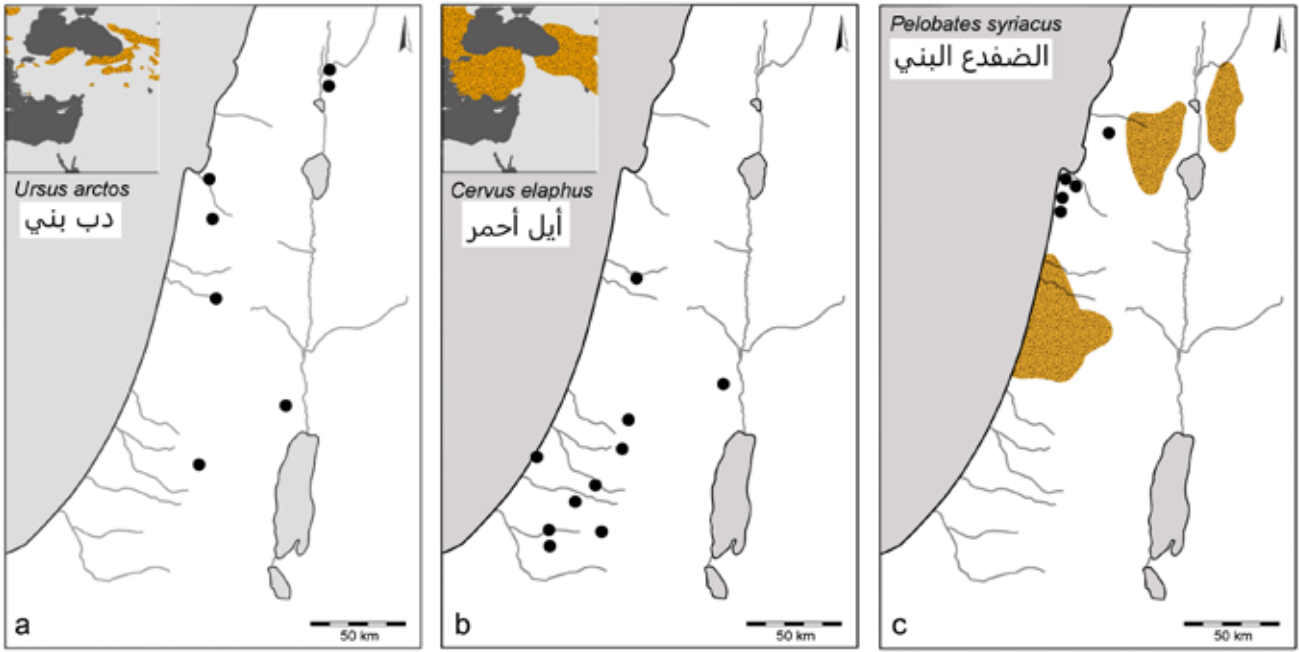 Ursus arctos
دب بني
a
50 km
Cervus elaphus
أيل أحمر
b
50 km
Pelobates syriacus
الضفدع البني
c
50 km